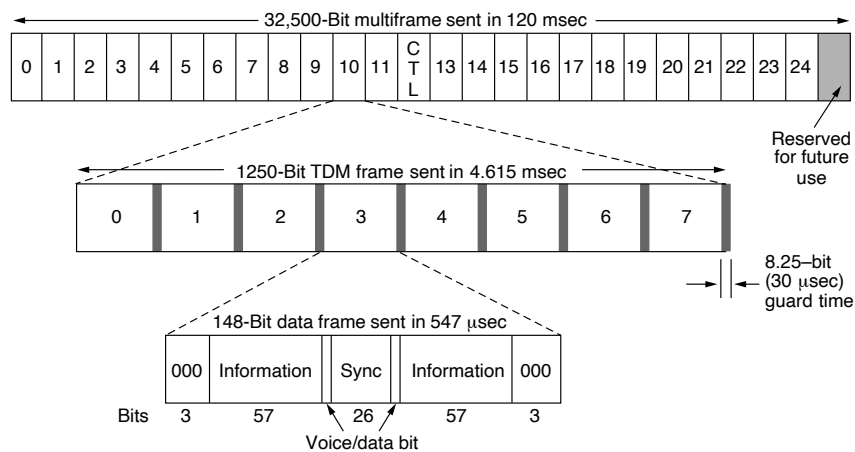 32,500-Bit multiframe sent in 120 msec
0 1 2 3 4 5 6 7 8 9 10 11 CTL 13 14 15 16 17 18 19 20 21 22 23 24
Reserved
for future
use
1250-Bit TDM frame sent in 4.615 msec
0 1 2 3 4 5 6 7
8.25–bit
(30 μsec)
guard time
148-Bit data frame sent in 547 μsec
000 Information Sync Information 000
Bits 3 57 26 57 3
Voice/data bit